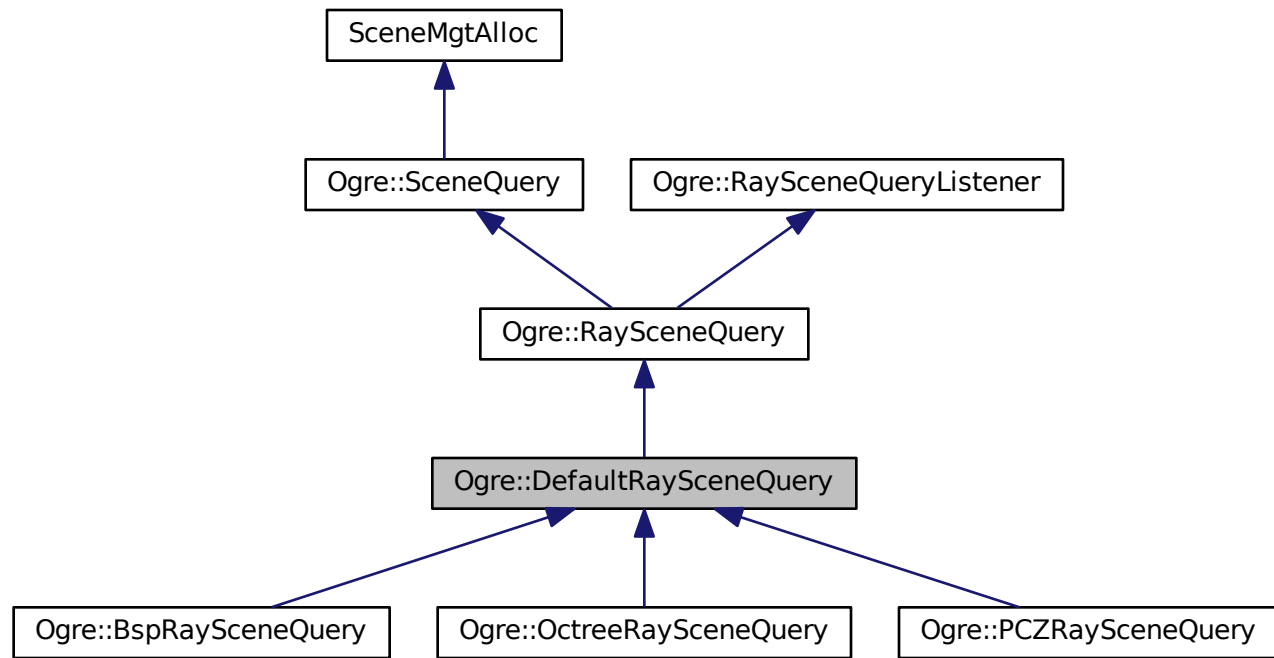 SceneMgtAlloc
Ogre::SceneQuery
Ogre::RaySceneQueryListener
Ogre::RaySceneQuery
Ogre::DefaultRaySceneQuery
Ogre::BspRaySceneQuery
Ogre::OctreeRaySceneQuery
Ogre::PCZRaySceneQuery